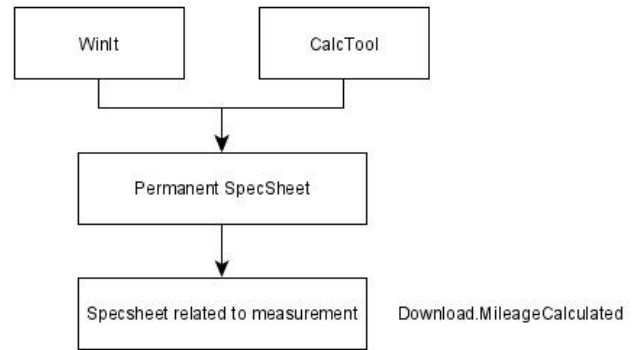 WinIt
CalcTool
Permanent SpecSheet
Specsheet related to measurement
Download.MileageCalculated